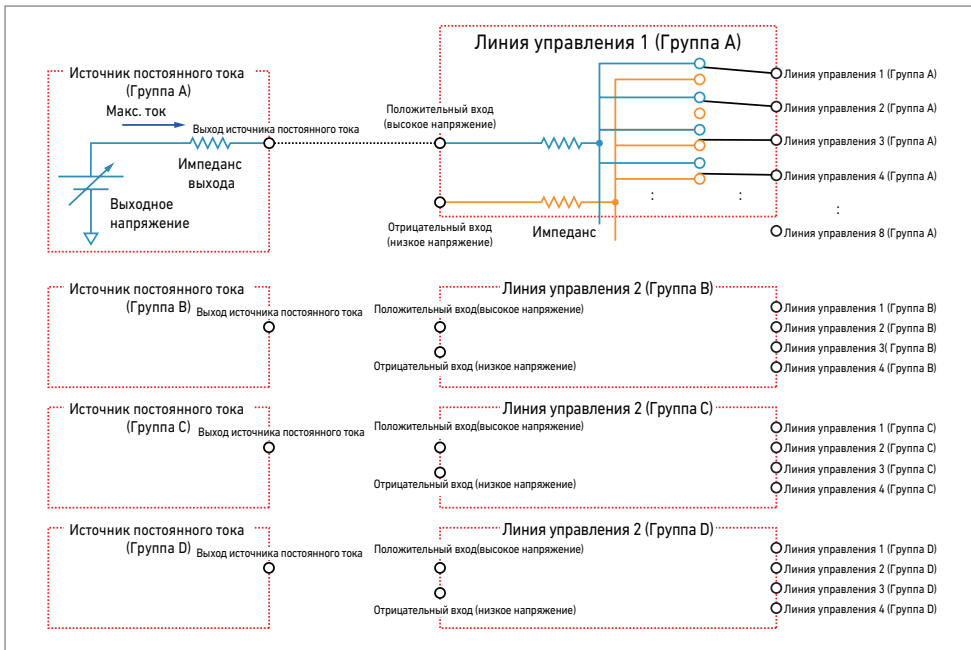 Линия управления 1 (Группа A)
Источник постоянного тока
(Группа A)
Макс. ток
Выход источника постоянного тока
Импеданс
выхода
Выходное
напряжение
Положительный вход
(высокое напряжение)
Отрицательный вход
(низкое напряжение)
Импеданс
: :
:
Линия управления 1 (Группа A)
Линия управления 2 (Группа A)
Линия управления 3 (Группа A)
Линия управления 4 (Группа A)
Линия управления 8 (Группа A)
Источник постоянного тока
(Группа B)
Выход источника постоянного тока
Линия управления 2 (Группа B)
Положительный вход(высокое напряжение)
Отрицательный вход (низкое напряжение)
Линия управления 1 (Группа B)
Линия управления 2 (Группа B)
Линия управления 3( Группа B)
Линия управления 4 (Группа B)
Источник постоянного тока
(Группа C)
Выход источника постоянного тока
Линия управления 2 (Группа C)
Положительный вход(высокое напряжение)
Отрицательный вход (низкое напряжение)
Линия управления 1 (Группа C)
Линия управления 2 (Группа C)
Линия управления 3 (Группа C)
Линия управления 4 (Группа C)
Источник постоянного тока
(Группа D)
Выход источника постоянного тока
Линия управления 2 (Группа D)
Положительный вход(высокое напряжение)
Отрицательный вход (низкое напряжение)
Линия управления 1 (Группа D)
Линия управления 2 (Группа D)
Линия управления 3 (Группа D)
Линия управления 4 (Группа D)